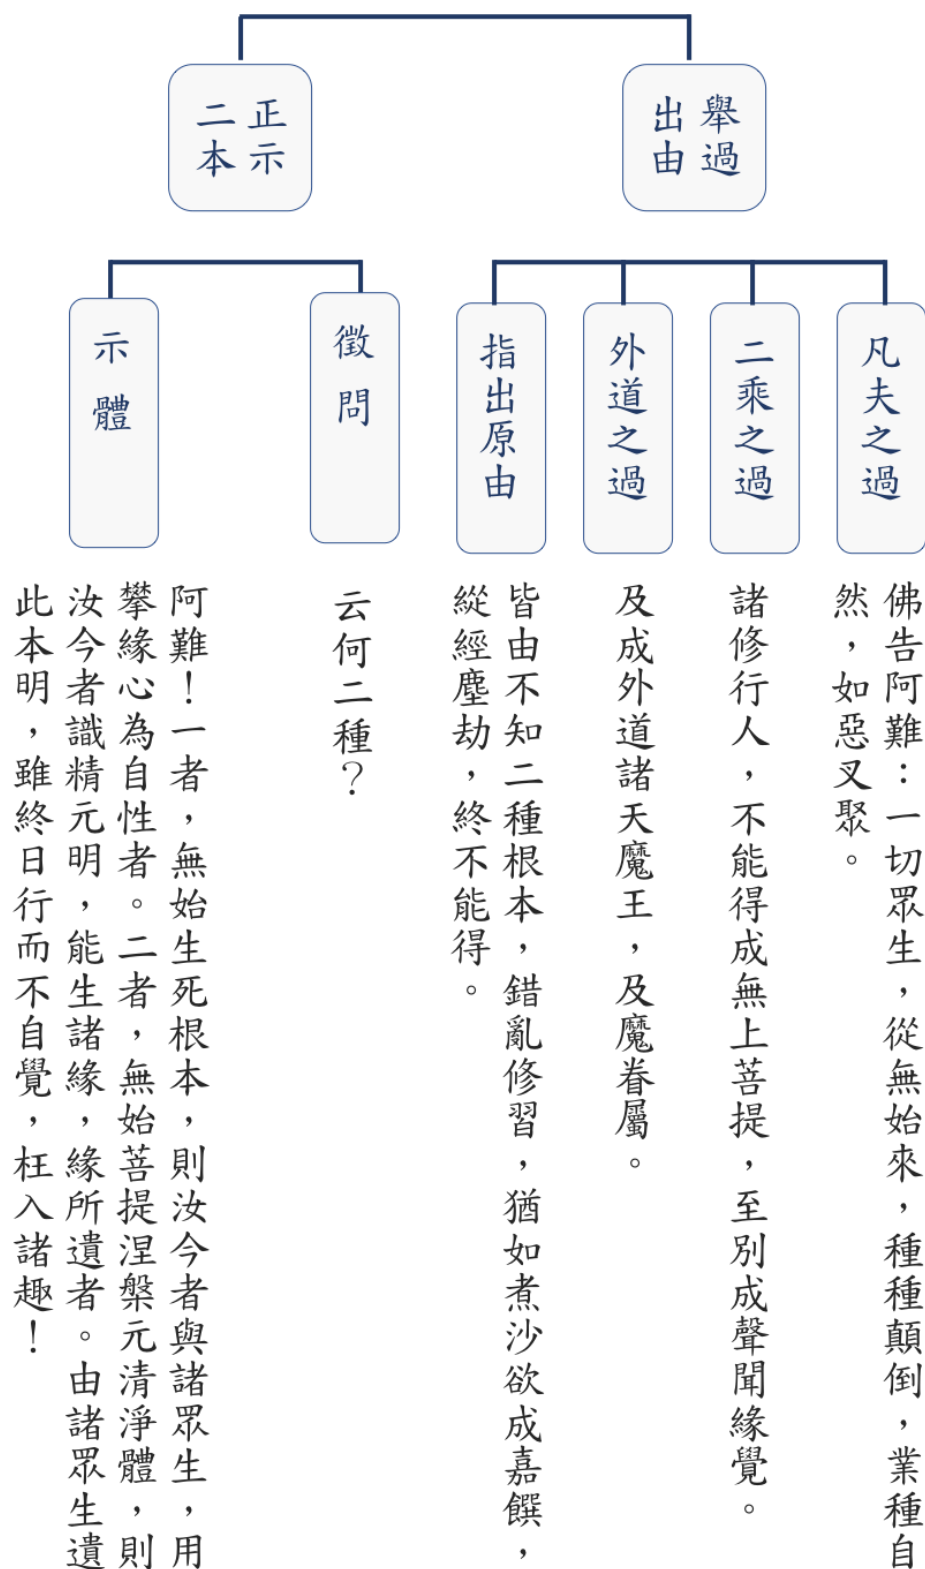 舉過
出由
正示
二本
凡夫之過
二乘之過
外道之過
指出原由
徵問
示體
佛告阿難：一切眾生，從無始來，種種顛倒，業種自
然，如惡叉聚。
諸修行人，不能得成無上菩提，至別成聲聞緣覺。
及成外道諸天魔王，及魔眷屬。
皆由不知二種根本，錯亂修習，猶如煮沙欲成嘉饌，
縱經塵劫，終不能得。
云何二種？
阿難！一者，無始生死根本，則汝今者與諸眾生，用
攀緣心為自性者。二者，無始菩提涅槃元清淨體，則
汝今者識精元明，能生諸緣，緣所遺者。由諸眾生遺
此本明，雖終日行而不自覺，枉入諸趣！